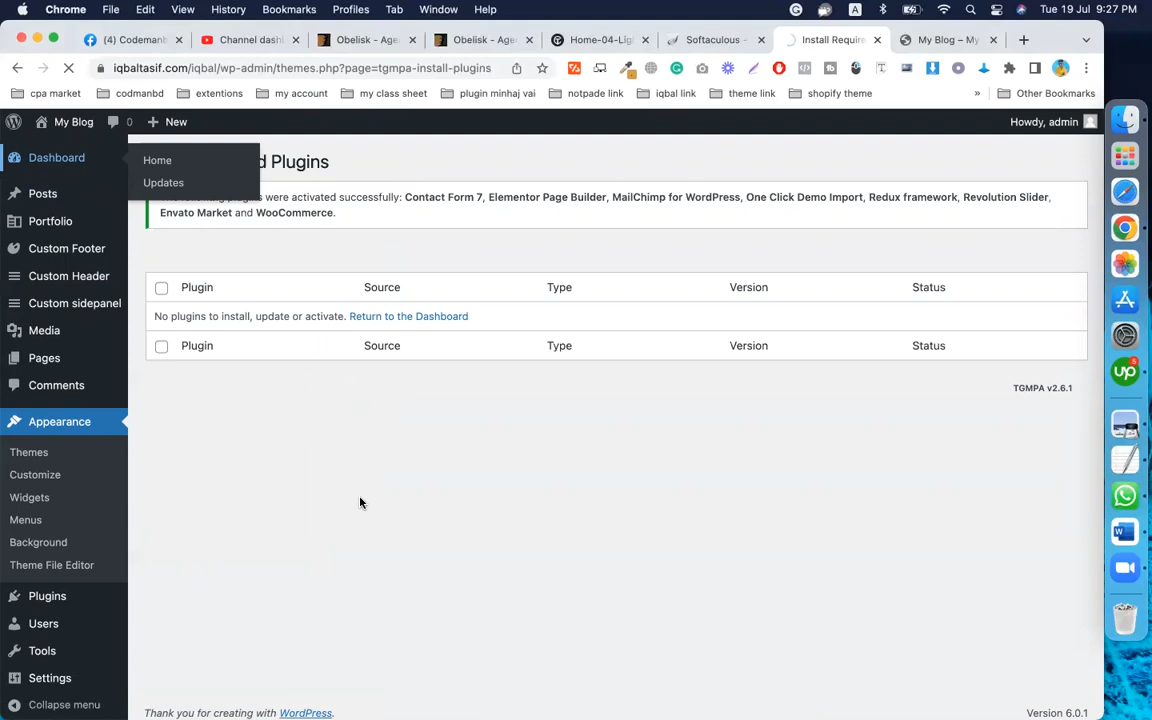 Chrome File Edit View History Bookmarks Profiles Tab Window Help A Tue 19 Jul 9:27 PM
(4) Codemanb Channel dash Obelisk - Age Obelisk - Age Home-04-Lig Softaculous - Install Require My Blog – My
iqbaltasif.com/iqbal/wp-admin/themes.php?page=tgmpa-install-plugins
cpa market codmanbd extentions my account my class sheet plugin minhaj vai notpade link iqbal link theme link shopify theme » Other Bookmarks
My Blog 0 New Howdy, admin
Dashboard
Home
Updates
d Plugins
Posts
were activated successfully: Contact Form 7, Elementor Page Builder, MailChimp for WordPress, One Click Demo Import, Redux framework, Revolution Slider,
Envato Market and WooCommerce.
Portfolio
Custom Footer
Custom Header
Custom sidepanel
Media
Pages
Comments
Appearance
Themes
Customize
Widgets
Menus
Background
Theme File Editor
Plugins
Users
Tools
Settings
Collapse menu
Plugin Source Type Version Status
No plugins to install, update or activate. Return to the Dashboard
Plugin Source Type Version Status
TGMPA v2.6.1
Thank you for creating with WordPress. Version 6.0.1
up 5
W